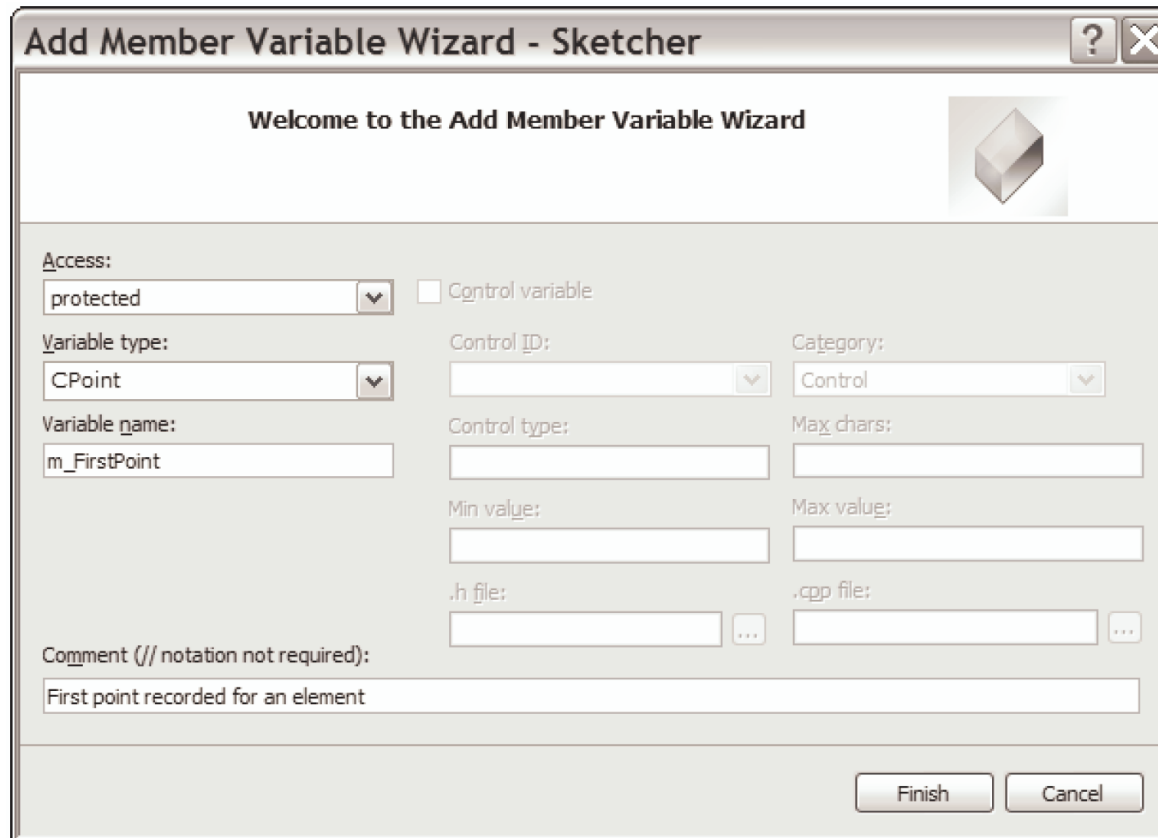 Add Member Variable Wizard - Sketcher
?
Welcome to the Add Member Variable Wizard
Access:
protected
Control variable
Variable type:
Control ID:
Category:
CPoint
Control
Variable name:
Control type:
Max chars:
m_FirstPoint
Min value:
Max value:
.h file:
.cpp file:
...
...
Comment (// notation not required):
First point recorded for an element
Finish
Cancel